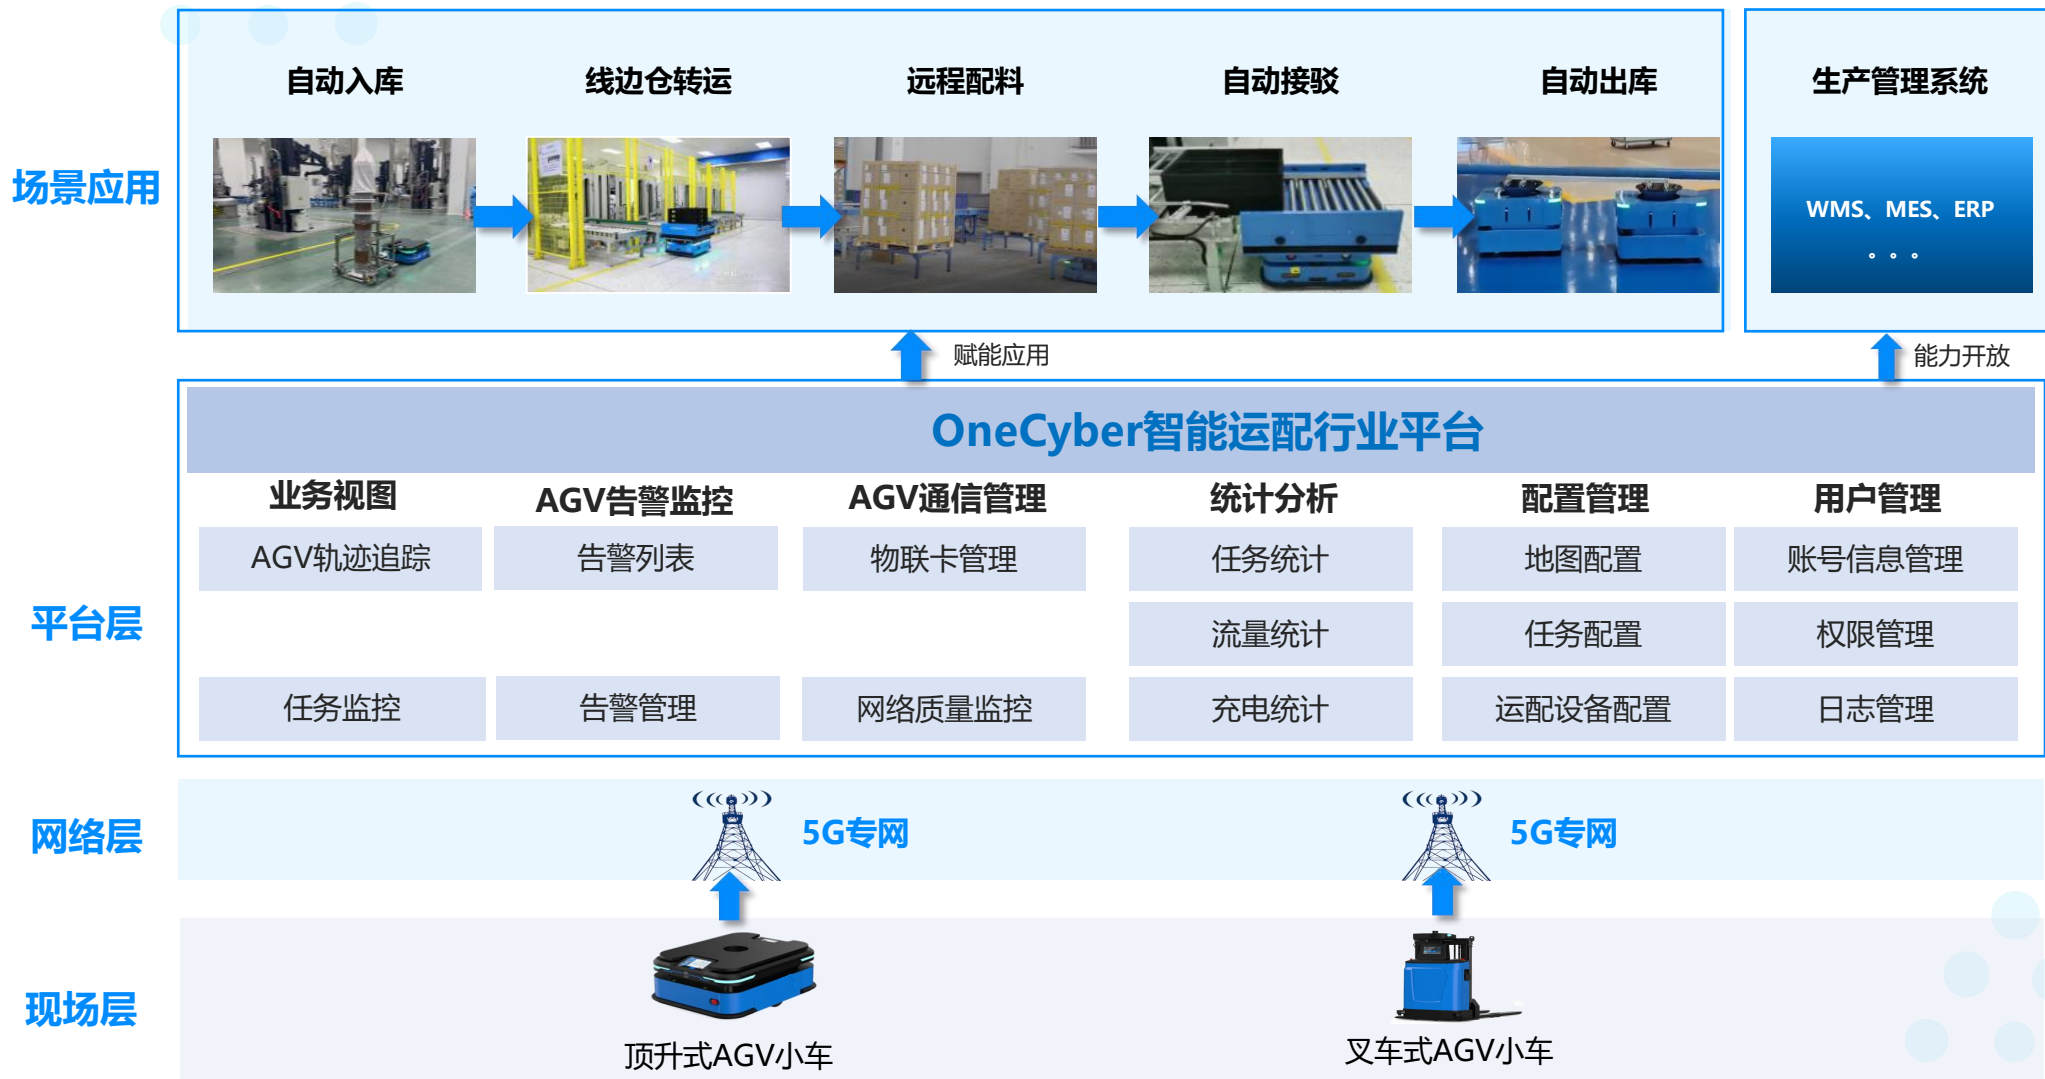 自动入库
线边仓转运
远程配料
自动接驳
自动出库
生产管理系统
场景应用
WMS、MES、ERP
。。。
赋能应用
能力开放
OneCyber智能运配行业平台
业务视图
AGV告警监控
AGV通信管理
统计分析
配置管理
用户管理
AGV轨迹追踪
告警列表
物联卡管理
任务统计
地图配置
账号信息管理
平台层
流量统计
任务配置
权限管理
任务监控
告警管理
网络质量监控
充电统计
运配设备配置
日志管理
网络层
5G专网
5G专网
现场层
顶升式AGV小车
叉车式AGV小车